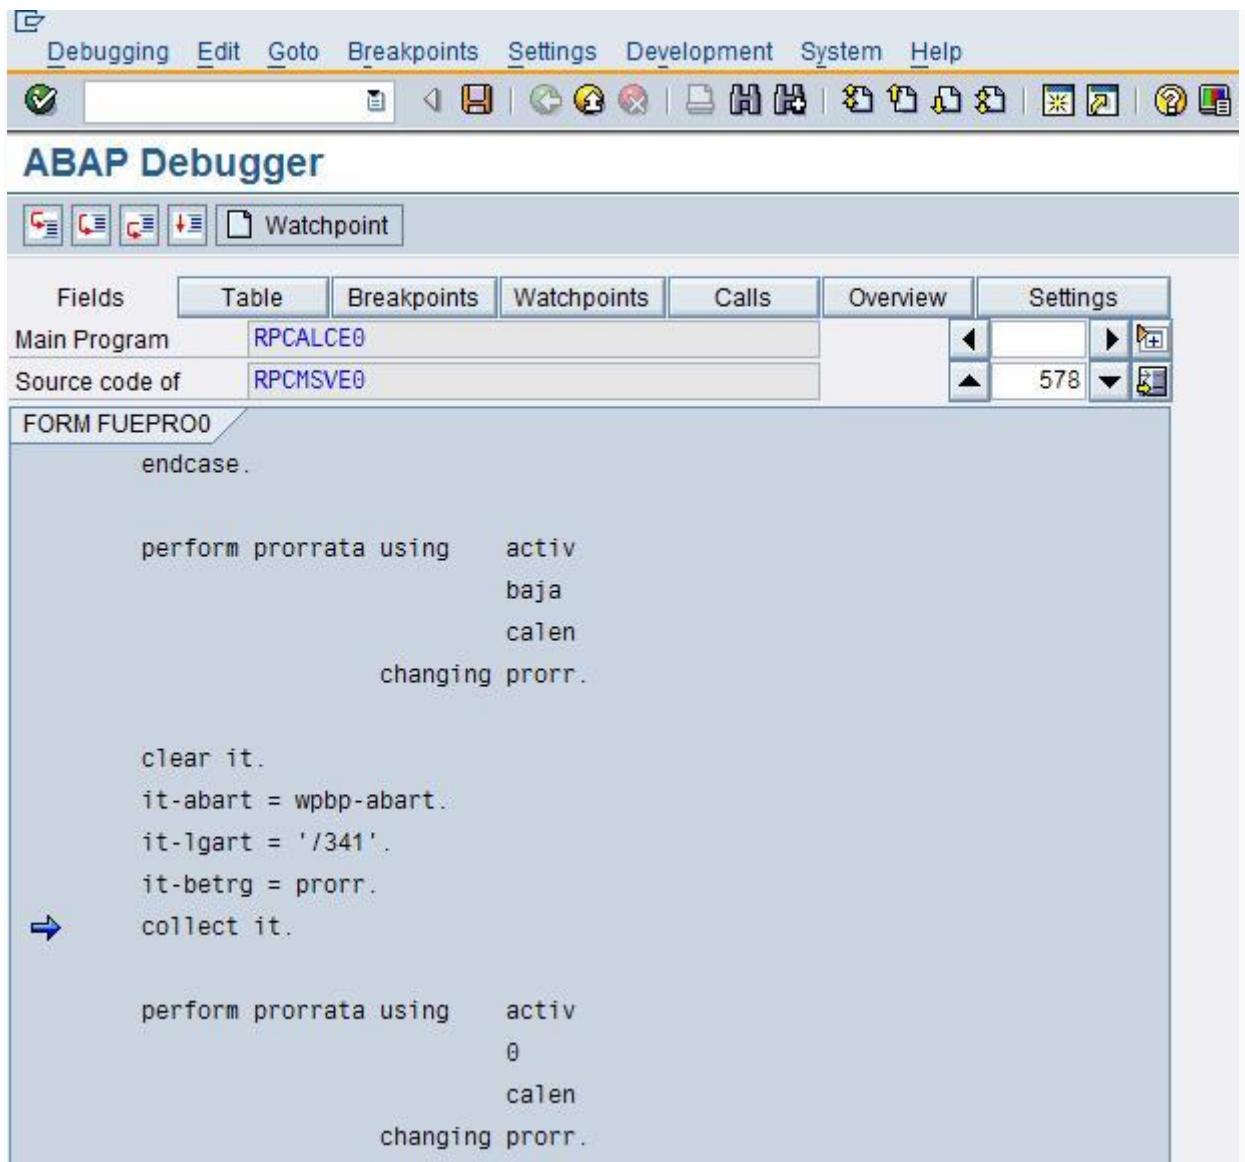 Debugging Edit Goto Breakpoints Settings Development System Help
ABAP Debugger
Watchpoint
Fields Table Breakpoints Watchpoints Calls Overview Settings
Main Program RPCALCE0
Source code of RPCMSVE0 578
FORM FUEPRO0
endcase.
perform prorrata using activ
baja
calen
changing prorr.
clear it.
it-abart = wpbp-abart.
it-lgart = '/341'.
it-betrg = prorr.
collect it.
perform prorrata using activ
0
calen
changing prorr.